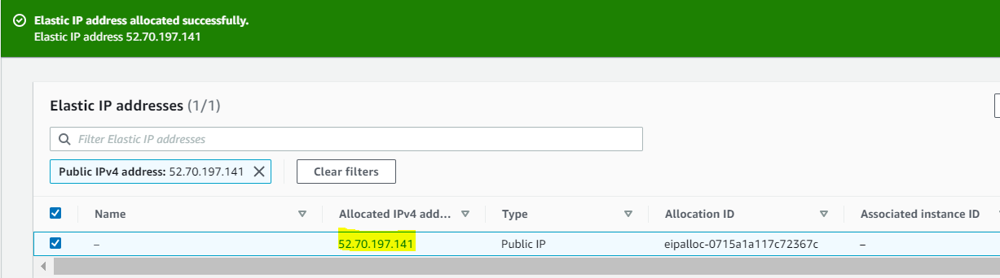 Elastic IP address allocated successfully.
Elastic IP address 52.70.197.141
Elastic IP addresses (1/1)
Filter Elastic IP addresses
Public IPv4 address: 52.70.197.141
Clear filters
Name Allocated IPv4 add... Type Allocation ID Associated instance ID
– 52.70.197.141 Public IP eipalloc-0715a1a117c72367c –